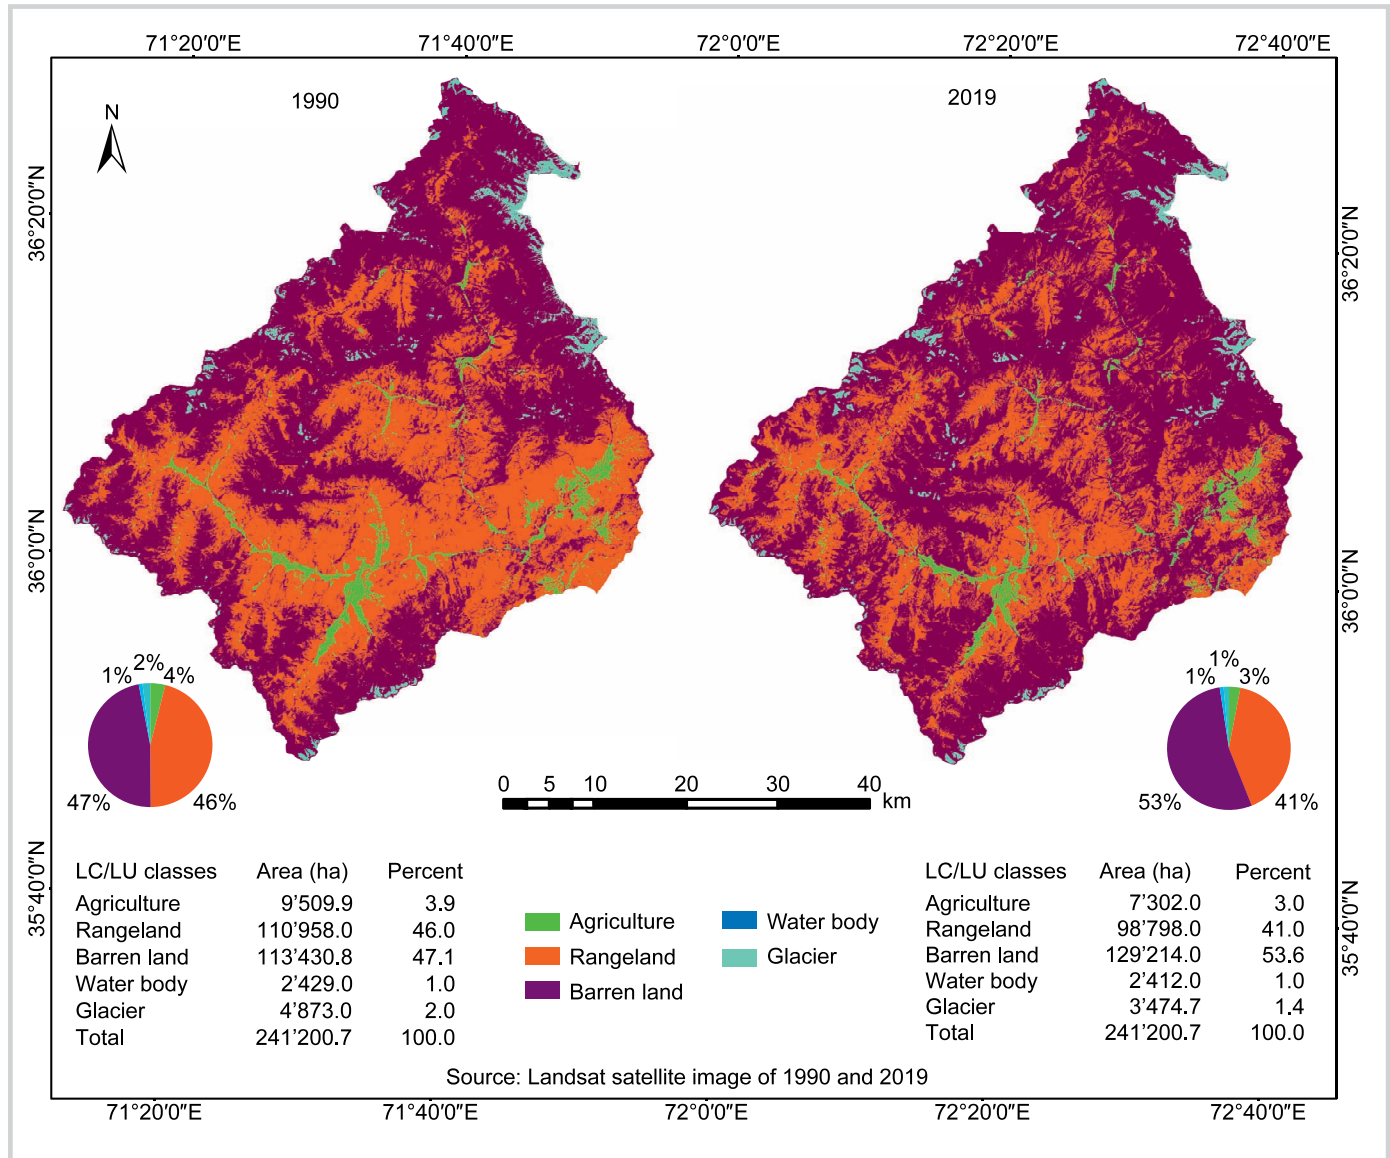 71°20′0″E 71°40′0″E 72°0′0″E 72°20′0″E 72°40′0″E
1990 2019
N
36°20′0″N 36°20′0″N
36°0′0″N 36°0′0″N
1% 2% 4%
47% 46%
1% 1% 3%
53% 41%
0 5 10 20 30 40
km
35°40′0″N 35°40′0″N
LC/LU classes Area (ha) Percent
Agriculture 9’509.9 3.9
Rangeland 110’958.0 46.0
Barren land 113’430.8 47.1
Water body 2’429.0 1.0
Glacier 4’873.0 2.0
Total 241’200.7 100.0
Agriculture Water body
Rangeland Glacier
Barren land
LC/LU classes Area (ha) Percent
Agriculture 7’302.0 3.0
Rangeland 98’798.0 41.0
Barren land 129’214.0 53.6
Water body 2’412.0 1.0
Glacier 3’474.7 1.4
Total 241’200.7 100.0
Source: Landsat satellite image of 1990 and 2019
71°20′0″E 71°40′0″E 72°0′0″E 72°20′0″E 72°40′0″E